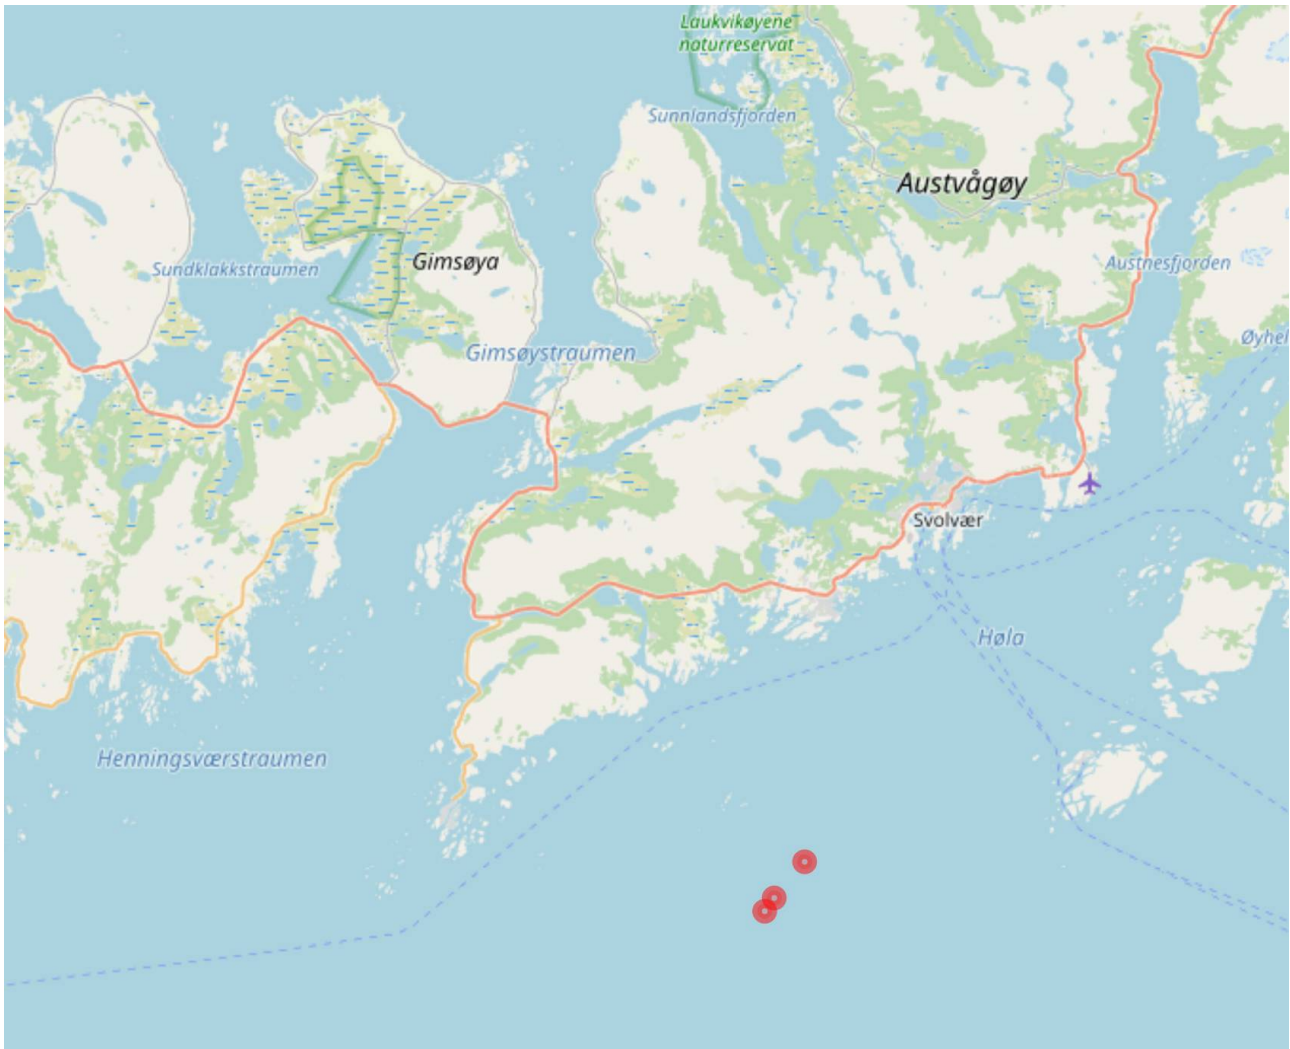 Laukvikøyene
naturreservat
Sunnlandsfjorden
Austvågøy
Sundklakkstraumen
Gimsøya
Austnesfjorden
Gimsøystraumen
Øyhel
Svolvær
Høla
Henningsværstraumen